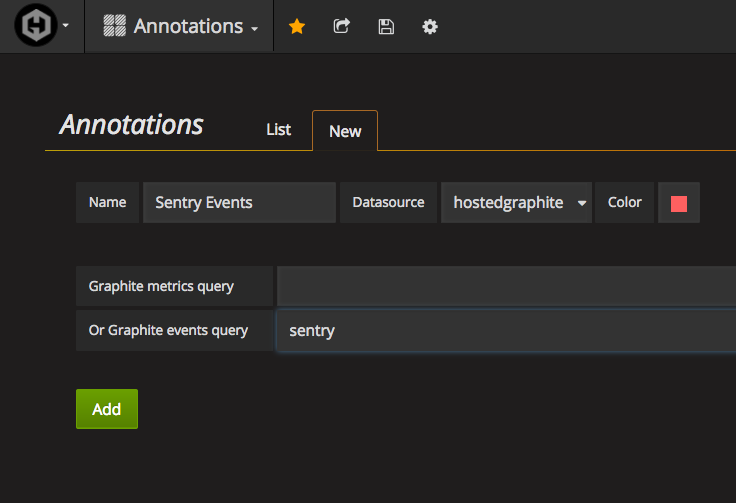 Annotations
Annotations List New
Name Sentry Events Datasource hostedgraphite Color
Graphite metrics query
Or Graphite events query sentry
Add